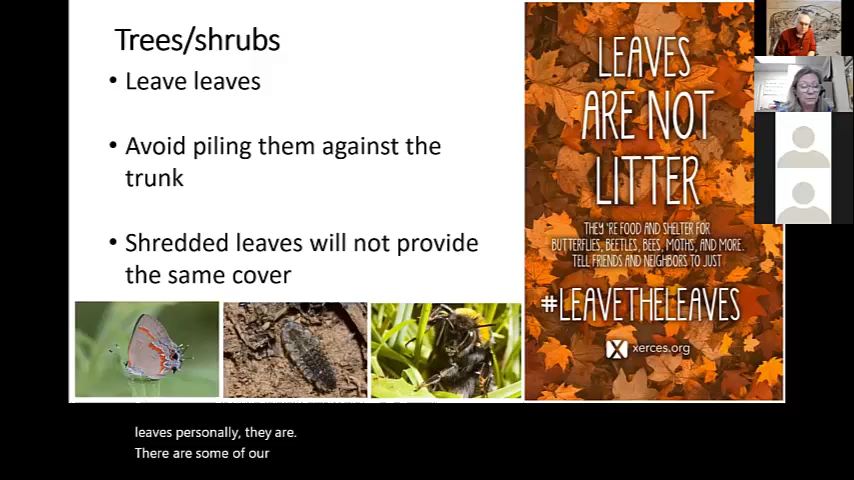 Trees/shrubs
• Leave leaves
• Avoid piling them against the
trunk
• Shredded leaves will not provide
the same cover
LEAVES
ARE NOT
LITTER
THEY'RE FOOD AND SHELTER FOR
BUTTERFLIES, BEETLES, BEES, MOTHS, AND MORE.
TELL FRIENDS AND NEIGHBORS TO JUST
#LEAVETHELEAVES
xerces.org
leaves personally, they are.
There are some of our